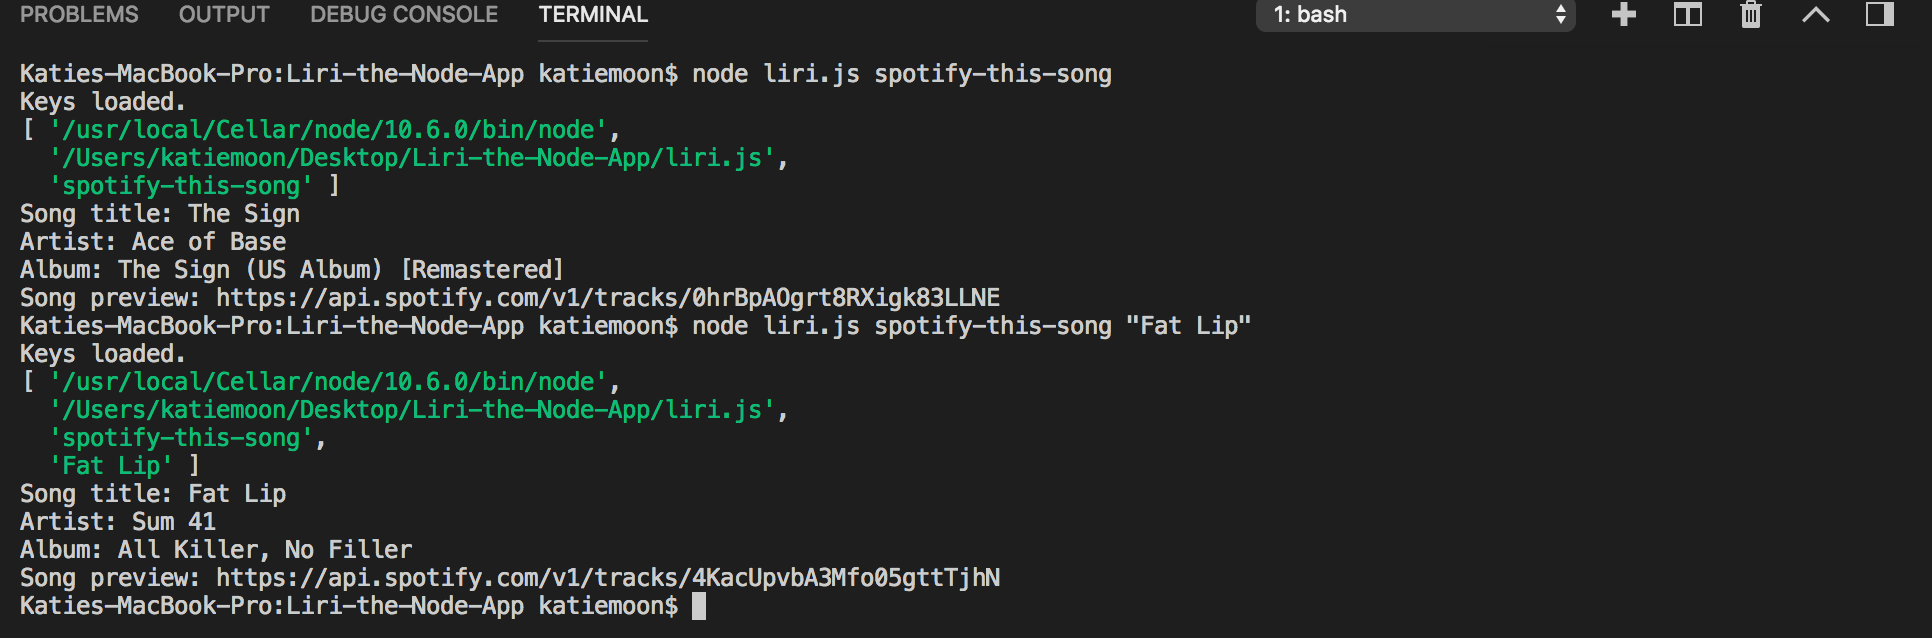 PROBLEMS OUTPUT DEBUG CONSOLE TERMINAL 1: bash
Katies-MacBook-Pro:Liri-the-Node-App katiemoon$ node liri.js spotify-this-song
Keys loaded.
[ '/usr/local/Cellar/node/10.6.0/bin/node',
  '/Users/katiemoon/Desktop/Liri-the-Node-App/liri.js',
  'spotify-this-song' ]
Song title: The Sign
Artist: Ace of Base
Album: The Sign (US Album) [Remastered]
Song preview: https://api.spotify.com/v1/tracks/0hrBpAOgrt8RXigk83LLNE
Katies-MacBook-Pro:Liri-the-Node-App katiemoon$ node liri.js spotify-this-song "Fat Lip"
Keys loaded.
[ '/usr/local/Cellar/node/10.6.0/bin/node',
  '/Users/katiemoon/Desktop/Liri-the-Node-App/liri.js',
  'spotify-this-song',
  'Fat Lip' ]
Song title: Fat Lip
Artist: Sum 41
Album: All Killer, No Filler
Song preview: https://api.spotify.com/v1/tracks/4KacUpvbA3Mfo05gttTjhN
Katies-MacBook-Pro:Liri-the-Node-App katiemoon$